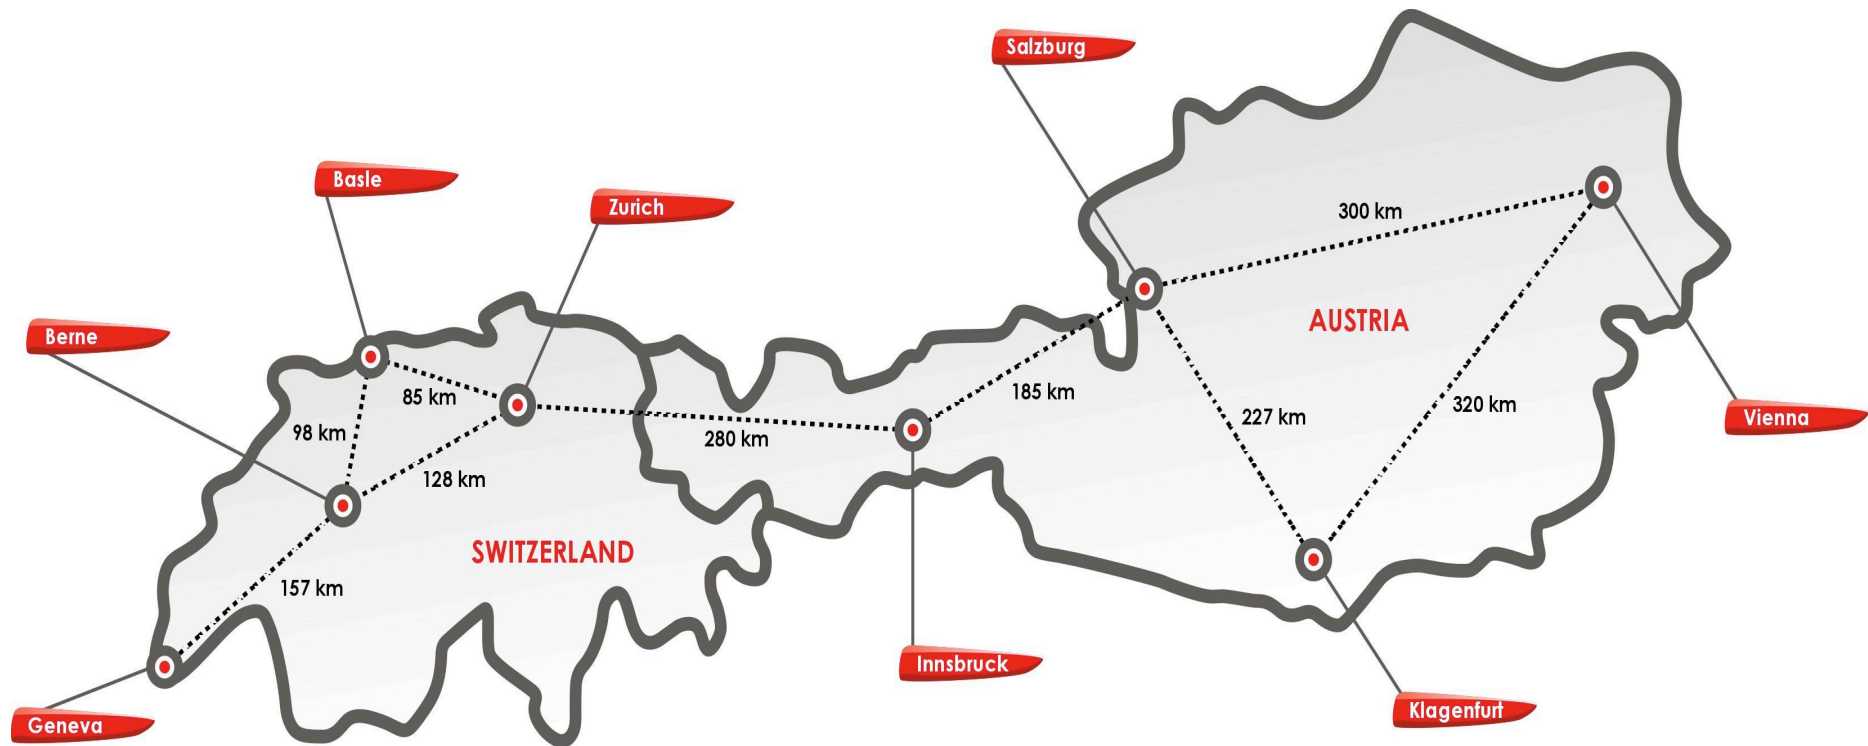 Salzburg
Basle
Zurich
300 km
Berne
AUSTRIA
85 km
185 km
320 km
227 km
Vienna
98 km
280 km
128 km
SWITZERLAND
157 km
Innsbruck
Klagenfurt
Geneva